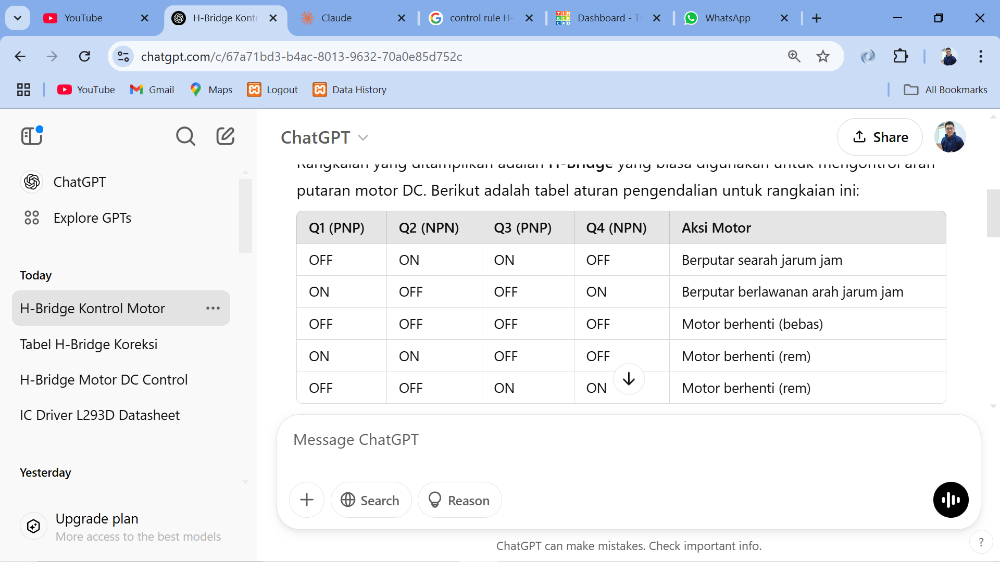 YouTube
H-Bridge Kont
Claude
control rule H-
Dashboard - Ti
WhatsApp
chatgpt.com/c/67a71bd3-b4ac-8013-9632-70a0e85d752c
YouTube
Gmail
Maps
Logout
Data History
All Bookmarks
ChatGPT
Explore GPTs
Today
H-Bridge Kontrol Motor
Tabel H-Bridge Koreksi
H-Bridge Motor DC Control
IC Driver L293D Datasheet
Yesterday
Upgrade plan
More access to the best models
ChatGPT
Share
Rangkaian yang ditampilkan adalah H-Bridge yang biasa digunakan untuk mengontrol arah
putaran motor DC. Berikut adalah tabel aturan pengendalian untuk rangkaian ini:
Q1 (PNP) Q2 (NPN) Q3 (PNP) Q4 (NPN) Aksi Motor
OFF ON ON OFF Berputar searah jarum jam
ON OFF OFF ON Berputar berlawanan arah jarum jam
OFF OFF OFF OFF Motor berhenti (bebas)
ON ON OFF OFF Motor berhenti (rem)
OFF OFF ON ON Motor berhenti (rem)
Message ChatGPT
Search
Reason
ChatGPT can make mistakes. Check important info.
?